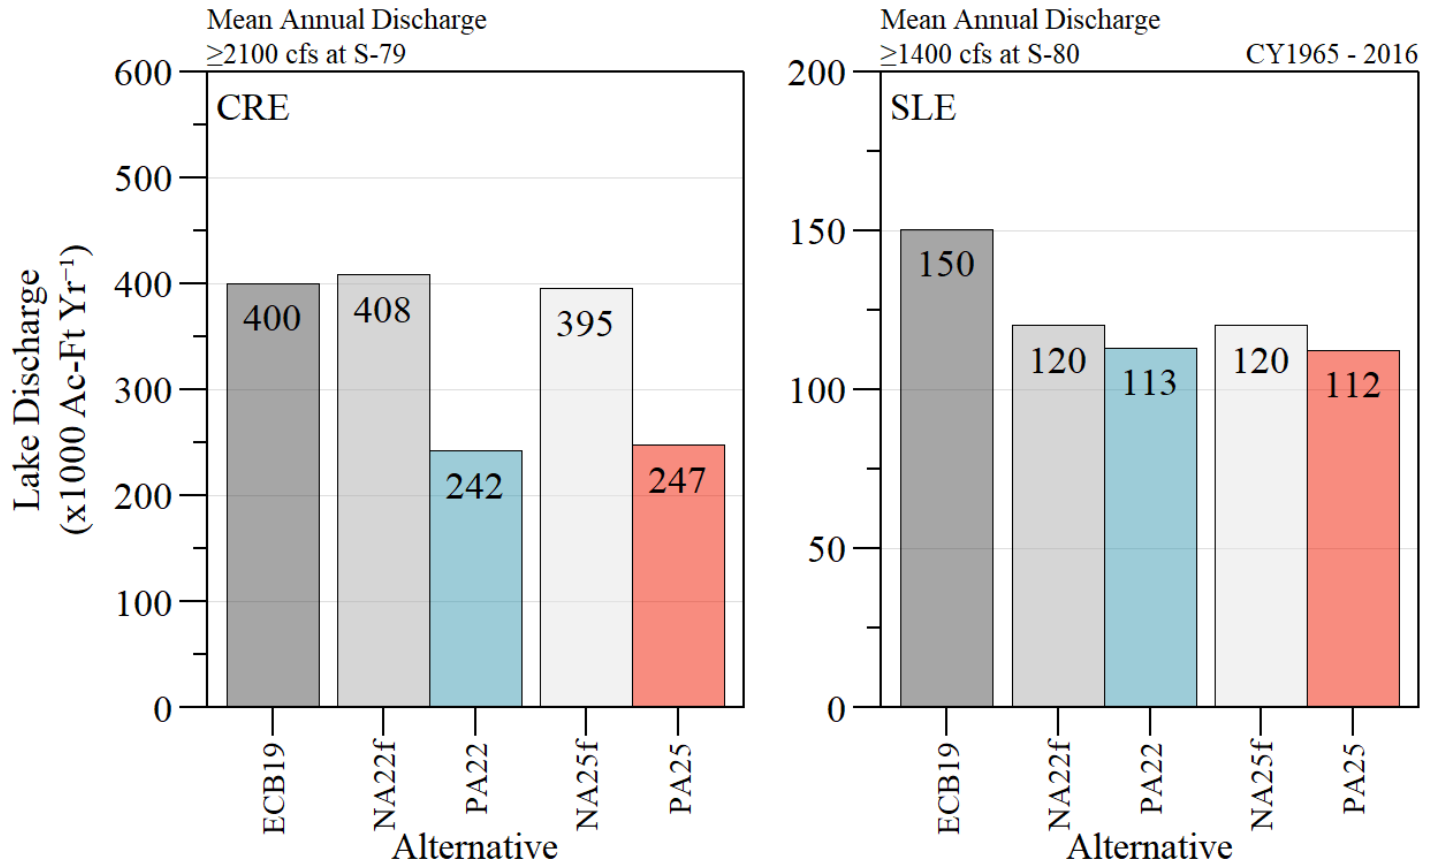 Mean Annual Discharge
≥2100 cfs at S-79
CRE
600
500
400
300
200
100
0
Lake Discharge
(x1000 Ac-Ft Yr⁻¹)
400
408
242
395
247
ECB19
NA22f
PA22
NA25f
PA25
Alternative
Mean Annual Discharge
≥1400 cfs at S-80
CY1965 - 2016
SLE
200
150
100
50
0
150
120
113
120
112
ECB19
NA22f
PA22
NA25f
PA25
Alternative